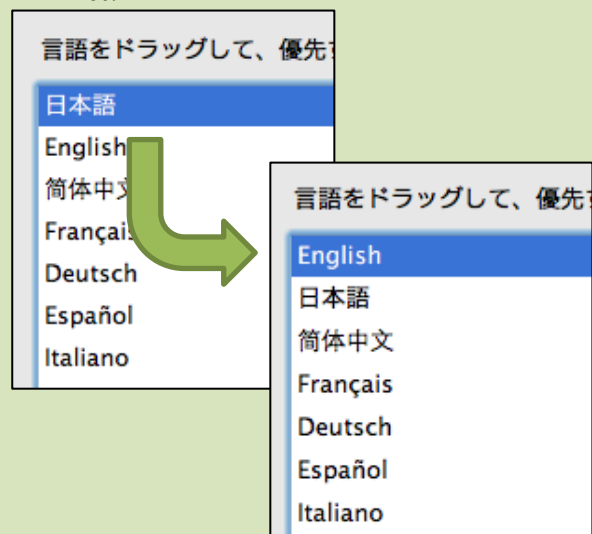 言語をドラッグして、優先
日本語
English
简体中文
Français
Deutsch
Español
Italiano
言語をドラッグして、優先
English
日本語
简体中文
Français
Deutsch
Español
Italiano